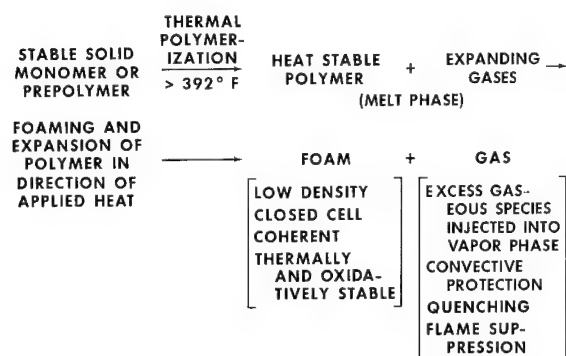 STABLE SOLID
MONOMER OR
PREPOLYMER
THERMAL
POLYMER-
IZATION
> 392° F
HEAT STABLE
POLYMER
+
EXPANDING
GASES
(MELT PHASE)
FOAMING AND
EXPANSION OF
POLYMER IN
DIRECTION OF
APPLIED HEAT
FOAM
+
GAS
LOW DENSITY
CLOSED CELL
COHERENT
THERMALLY
AND OXIDA-
TIVELY STABLE
EXCESS GAS-
EOUS SPECIES
INJECTED INTO
VAPOR PHASE
CONVECTIVE
PROTECTION
QUENCHING
FLAME SUP-
PRESSION